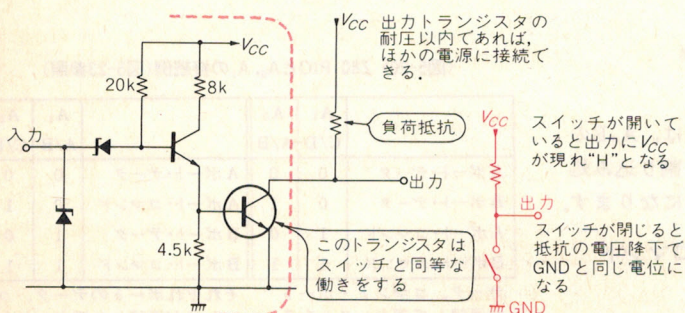 VCC
出力トランジスタの
耐圧以内であれば,
ほかの電源に接続で
きる.
VCC
20k
8k
入力
負荷抵抗
VCC
スイッチが開いて
いると出力にVCC
が現れ“H”となる
出力
出力
4.5k
このトランジスタは
スイッチと同等な
働きをする
スイッチが閉じると
抵抗の電圧降下で
GNDと同じ電位に
なる
GND